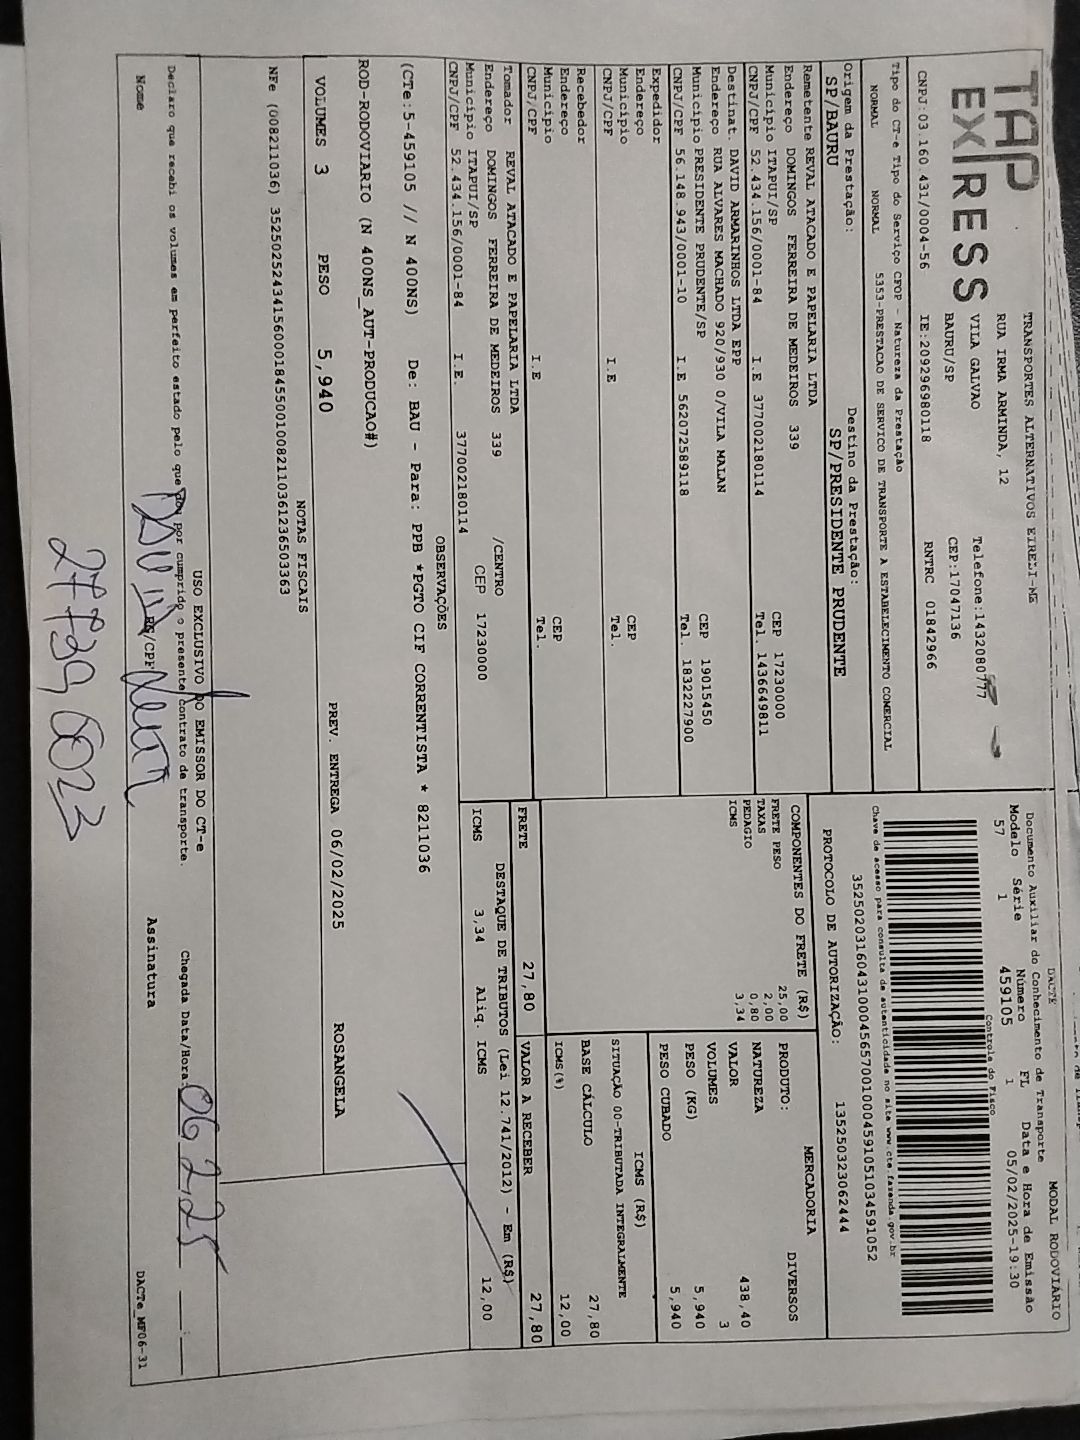 TAP
EXPRESS
TRANSPORTES ALTERNATIVOS EIRELI-ME
RUA IRMA ARMINDA, 12
VILA GALVAO
BAURU/SP
Telefone:1432080777
CEP:17047136
CNPJ:03.160.431/0004-56 IE:209296980118 RNTRC 01842966
DACTE MODAL RODOVIÁRIO
Documento Auxiliar do Conhecimento de Transporte
Modelo Série Número FL Data e Hora de Emissão
57 1 459105 1 05/02/2025-19:30
Controle do Fisco
Chave de acesso para consulta de autenticidade no site www.cte.fazenda.gov.br
35250203160431000456570010004591051034591052
PROTOCOLO DE AUTORIZAÇÃO: 135250323062444
Tipo do CT-e Tipo do Serviço CFOP - Natureza da Prestação
NORMAL NORMAL 5353-PRESTACAO DE SERVICO DE TRANSPORTE A ESTABELECIMENTO COMERCIAL
Origem da Prestação: Destino da Prestação:
SP/BAURU SP/PRESIDENTE PRUDENTE
Remetente REVAL ATACADO E PAPELARIA LTDA
Endereço DOMINGOS FERREIRA DE MEDEIROS 339
Município ITAPUI/SP CEP 17230000
CNPJ/CPF 52.434.156/0001-84 I.E 377002180114 Tel. 1436649811
Destinat. DAVID ARMARINHOS LTDA EPP
Endereço RUA ALVARES MACHADO 920/930 0/VILA MALAN
Município PRESIDENTE PRUDENTE/SP CEP 19015450
CNPJ/CPF 56.148.943/0001-10 I.E 562072589118 Tel. 1832227900
Expedidor
Endereço
Município CEP
CNPJ/CPF I.E Tel.
Recebedor
Endereço
Município CEP
CNPJ/CPF I.E Tel.
Tomador REVAL ATACADO E PAPELARIA LTDA
Endereço DOMINGOS FERREIRA DE MEDEIROS 339 /CENTRO
Município ITAPUI/SP CEP 17230000
CNPJ/CPF 52.434.156/0001-84 I.E. 377002180114
COMPONENTES DO FRETE (R$)
FRETE PESO 25,00
TAXAS 2,00
PEDAGIO 0,80
ICMS 3,34
MERCADORIA
PRODUTO: DIVERSOS
NATUREZA
VALOR 438,40
VOLUMES 3
PESO (KG) 5,940
PESO CUBADO 5,940
ICMS (R$)
SITUAÇÃO 00-TRIBUTADA INTEGRALMENTE
BASE CÁLCULO 27,80
ICMS (%) 12,00
FRETE 27,80 VALOR A RECEBER 27,80
DESTAQUE DE TRIBUTOS (Lei 12.741/2012) - Em (R$)
ICMS 3,34 Aliq. ICMS 12,00
OBSERVAÇÕES
(CTe:5-459105 // N 400NS) De: BAU - Para: PPB *PGTO CIF CORRENTISTA * 8211036
ROD-RODOVIARIO (N 400NS_AUT-PRODUCAO#)
VOLUMES 3 PESO 5,940 PREV. ENTREGA 06/02/2025 ROSANGELA
NOTAS FISCAIS
NFe (008211036) 35250252434156000184550010082110361236503363
USO EXCLUSIVO DO EMISSOR DO CT-e
Declaro que recebi os volumes em perfeito estado pelo que dou por cumprido o presente contrato de transporte. Chegada Data/Hora: 06 2 25
Nome RG/CPF Assinatura
DACTe_MF06-31